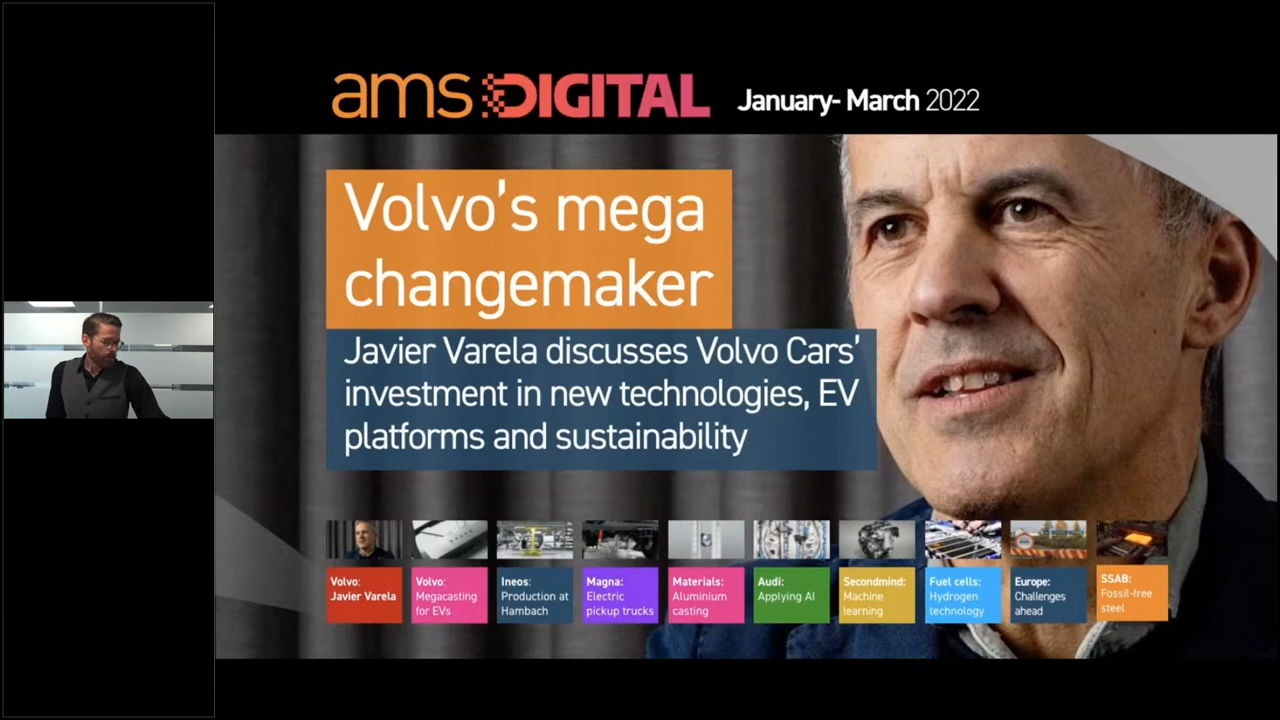 ams DIGITAL January- March 2022
Volvo's mega
changemaker
Javier Varela discusses Volvo Cars'
investment in new technologies, EV
platforms and sustainability
Volvo:
Javier Varela
Volvo:
Megacasting
for EVs
Ineos:
Production at
Hambach
Magna:
Electric
pickup trucks
Materials:
Aluminium
casting
Audi:
Applying AI
Secondmind:
Machine
learning
Fuel cells:
Hydrogen
technology
Europe:
Challenges
ahead
SSAB:
Fossil-free
steel